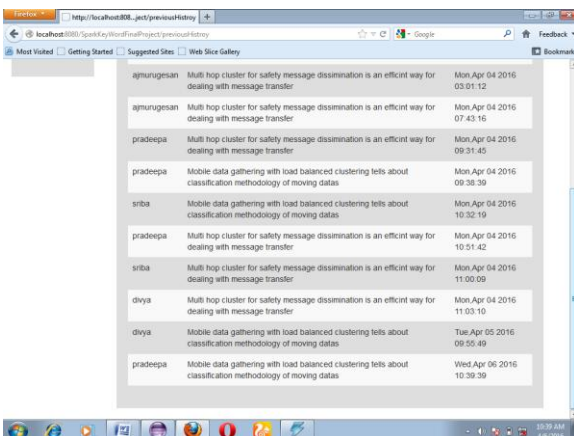 Firefox
http://localhost:808...ject/previousHistroy
localhost:8080/SparkKeyWordFinalProject/previousHistroy
Google
Feedback
Most Visited Getting Started Suggested Sites Web Slice Gallery
Bookmark
ajmurugesan Multi hop cluster for safety message dissimination is an efficint way for Mon,Apr 04 2016
dealing with message transfer 03:01:12
ajmurugesan Multi hop cluster for safety message dissimination is an efficint way for Mon,Apr 04 2016
dealing with message transfer 07:43:16
pradeepa Multi hop cluster for safety message dissimination is an efficint way for Mon,Apr 04 2016
dealing with message transfer 09:31:45
pradeepa Mobile data gathering with load balanced clustering tells about Mon,Apr 04 2016
classification methodology of moving datas 09:38:39
sriba Mobile data gathering with load balanced clustering tells about Mon,Apr 04 2016
classification methodology of moving datas 10:32:19
pradeepa Multi hop cluster for safety message dissimination is an efficint way for Mon,Apr 04 2016
dealing with message transfer 10:51:42
sriba Multi hop cluster for safety message dissimination is an efficint way for Mon,Apr 04 2016
dealing with message transfer 11:00:09
divya Multi hop cluster for safety message dissimination is an efficint way for Mon,Apr 04 2016
dealing with message transfer 11:03:10
divya Mobile data gathering with load balanced clustering tells about Tue,Apr 05 2016
classification methodology of moving datas 09:55:49
pradeepa Mobile data gathering with load balanced clustering tells about Wed,Apr 06 2016
classification methodology of moving datas 10:39:39
10:39 AM